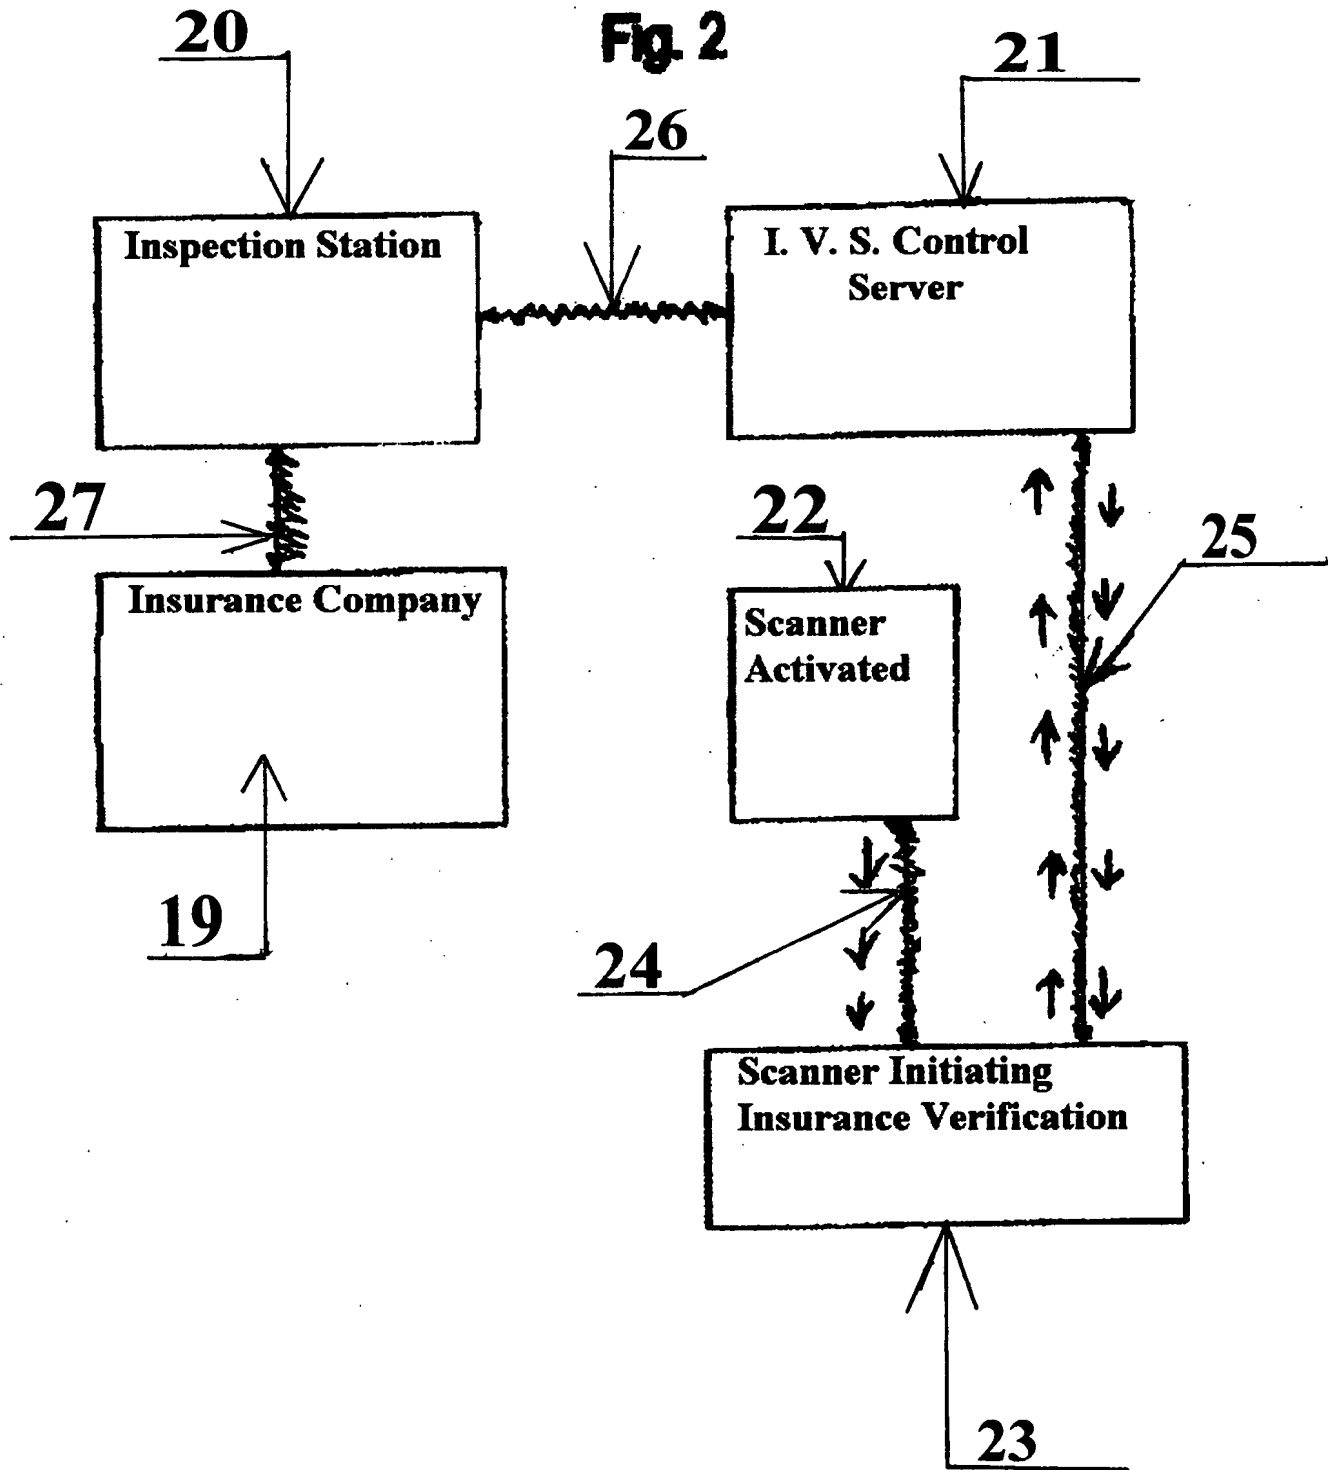 Fig. 2
20
21
26
Inspection Station
I. V. S. Control
Server
27
22
25
Insurance Company
Scanner
Activated
19
24
Scanner Initiating
Insurance Verification
23